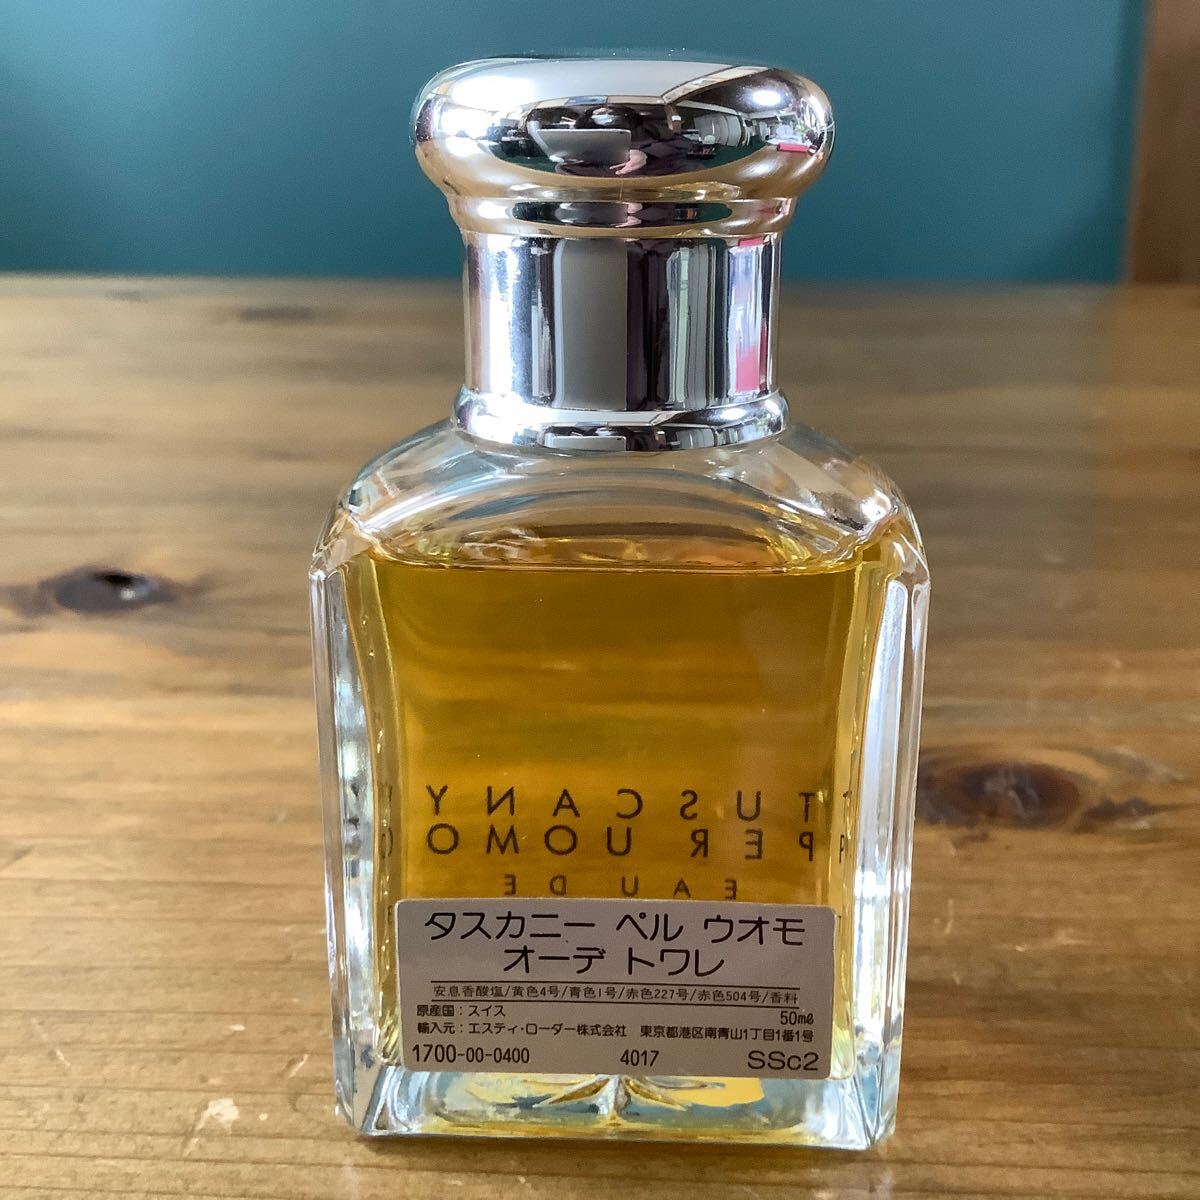 TUSCANY
PER UOMO
EAU DE
タスカニー ペル ウオモ
オーデ トワレ
安息香酸塩/黄色4号/青色1号/赤色227号/赤色504号/香料
原産国：スイス 50mℓ
輸入元：エスティ・ローダー株式会社 東京都港区南青山1丁目1番1号
1700-00-0400 4017 SSc2